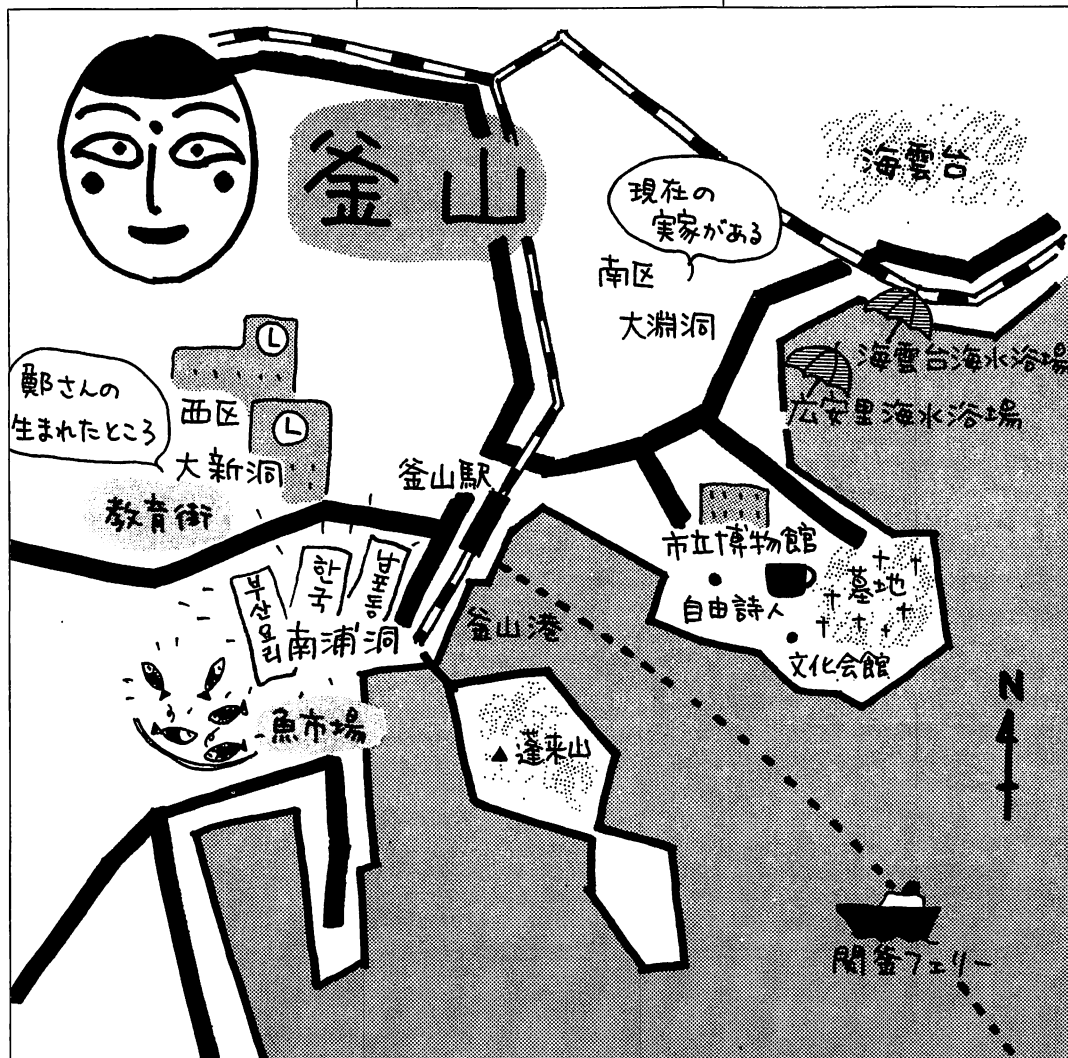 釜山
海雲台
現在の
実家がある
南区
大淵洞
海雲台海水浴場
広安里海水浴場
鄭さんの
生まれたところ
西区
大新洞
教育街
釜山駅
市立博物館
自由詩人
墓地
文化会館
부산요리
한국
남포동
南浦洞
釜山港
魚市場
蓬来山
N
関釜フェリー